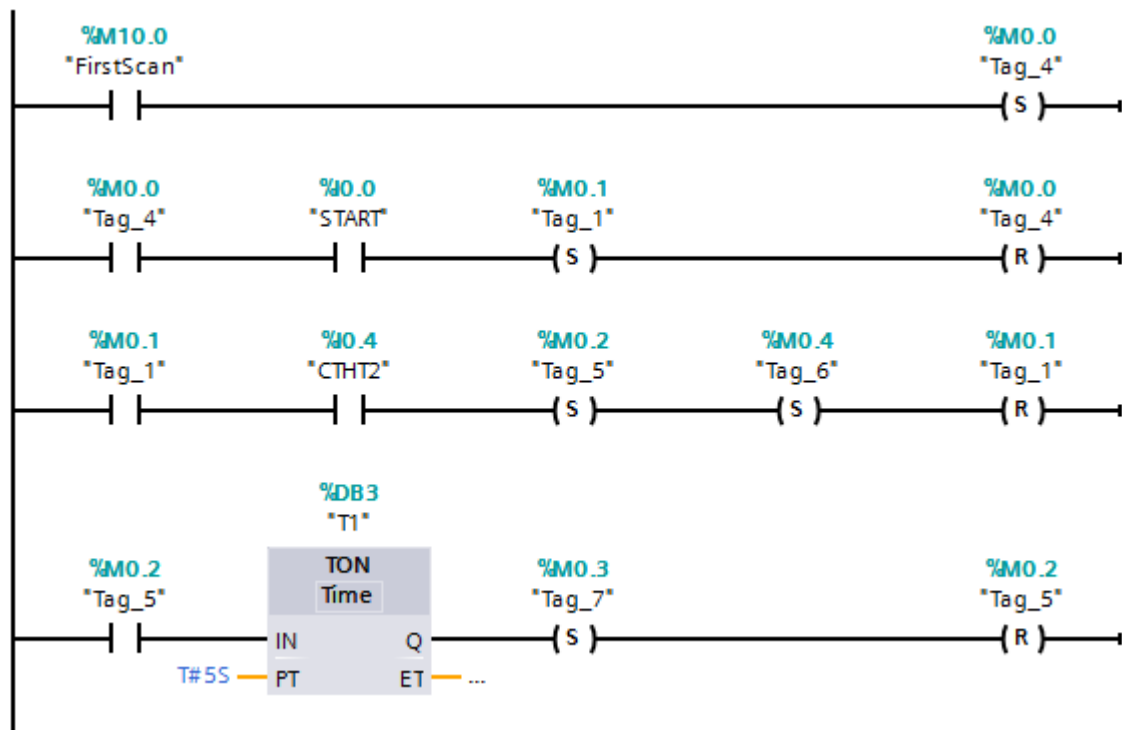 %M10.0 %M0.0
"FirstScan" "Tag_4"
S
%M0.0 %I0.0 %M0.1 %M0.0
"Tag_4" "START" "Tag_1" "Tag_4"
S R
%M0.1 %I0.4 %M0.2 %M0.4 %M0.1
"Tag_1" "CTHT2" "Tag_5" "Tag_6" "Tag_1"
S S R
%DB3
"T1"
%M0.2 TON %M0.3 %M0.2
"Tag_5" Time "Tag_7" "Tag_5"
IN Q S R
T#5S PT ET ...